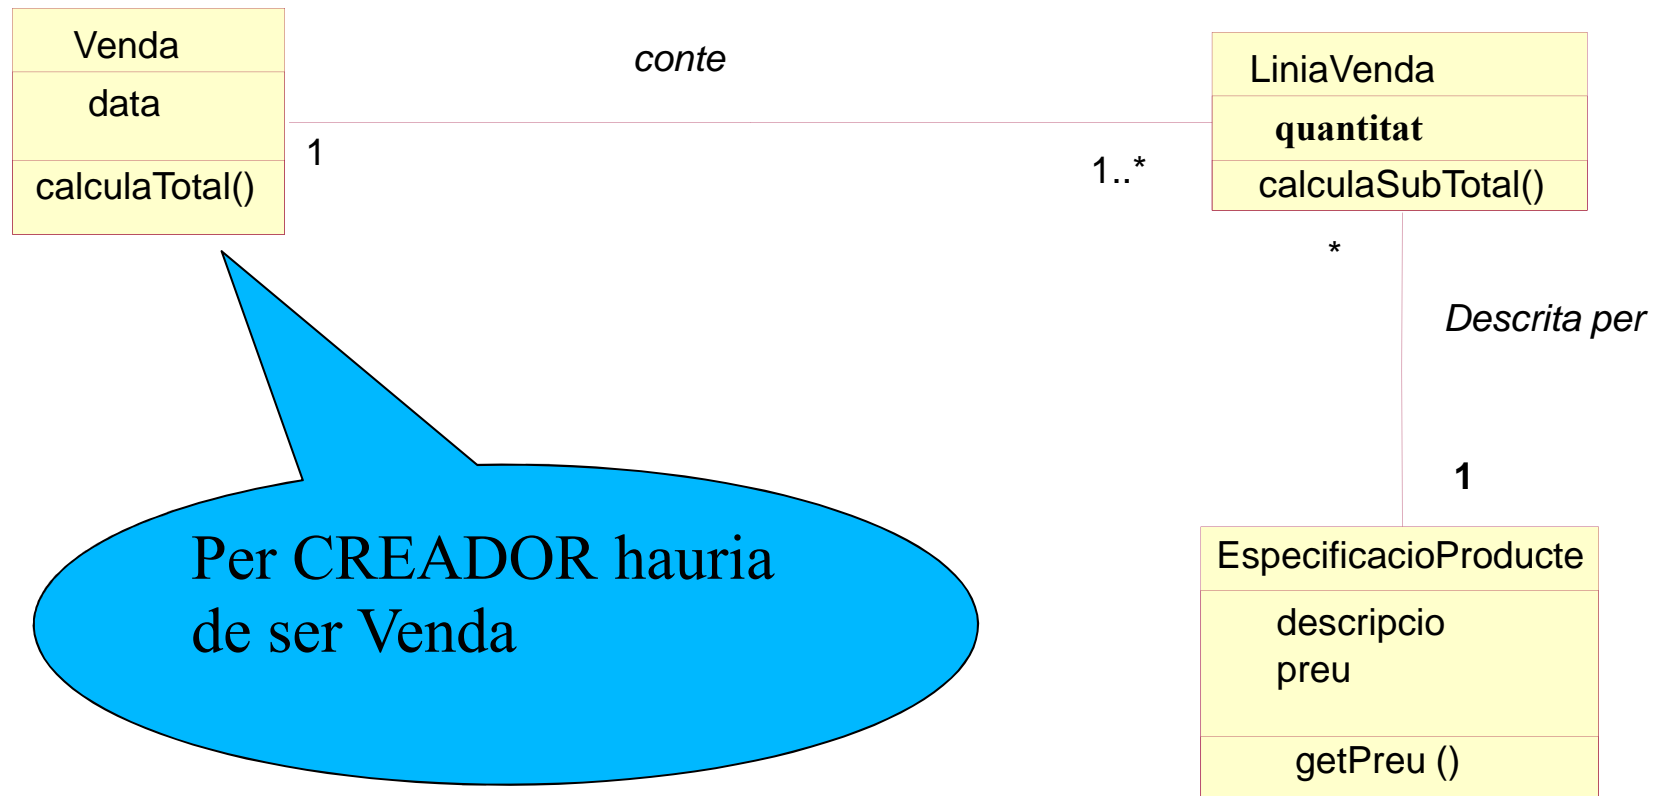 Venda
data
calculaTotal()
conte
1
1..*
LiniaVenda
quantitat
calculaSubTotal()
*
Descrita per
1
EspecificacioProducte
descripcio
preu
getPreu ()
Per CREADOR hauria
de ser Venda